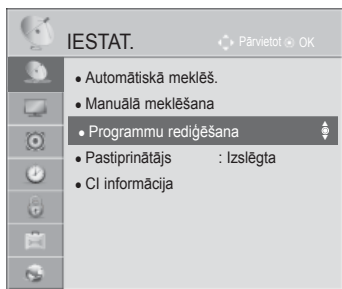 IESTAT.
Pārvietot OK
• Automātiskā meklēš.
• Manuālā meklēšana
• Programmu rediģēšana
• Pastiprinātājs : Izslēgta
• CI informācija